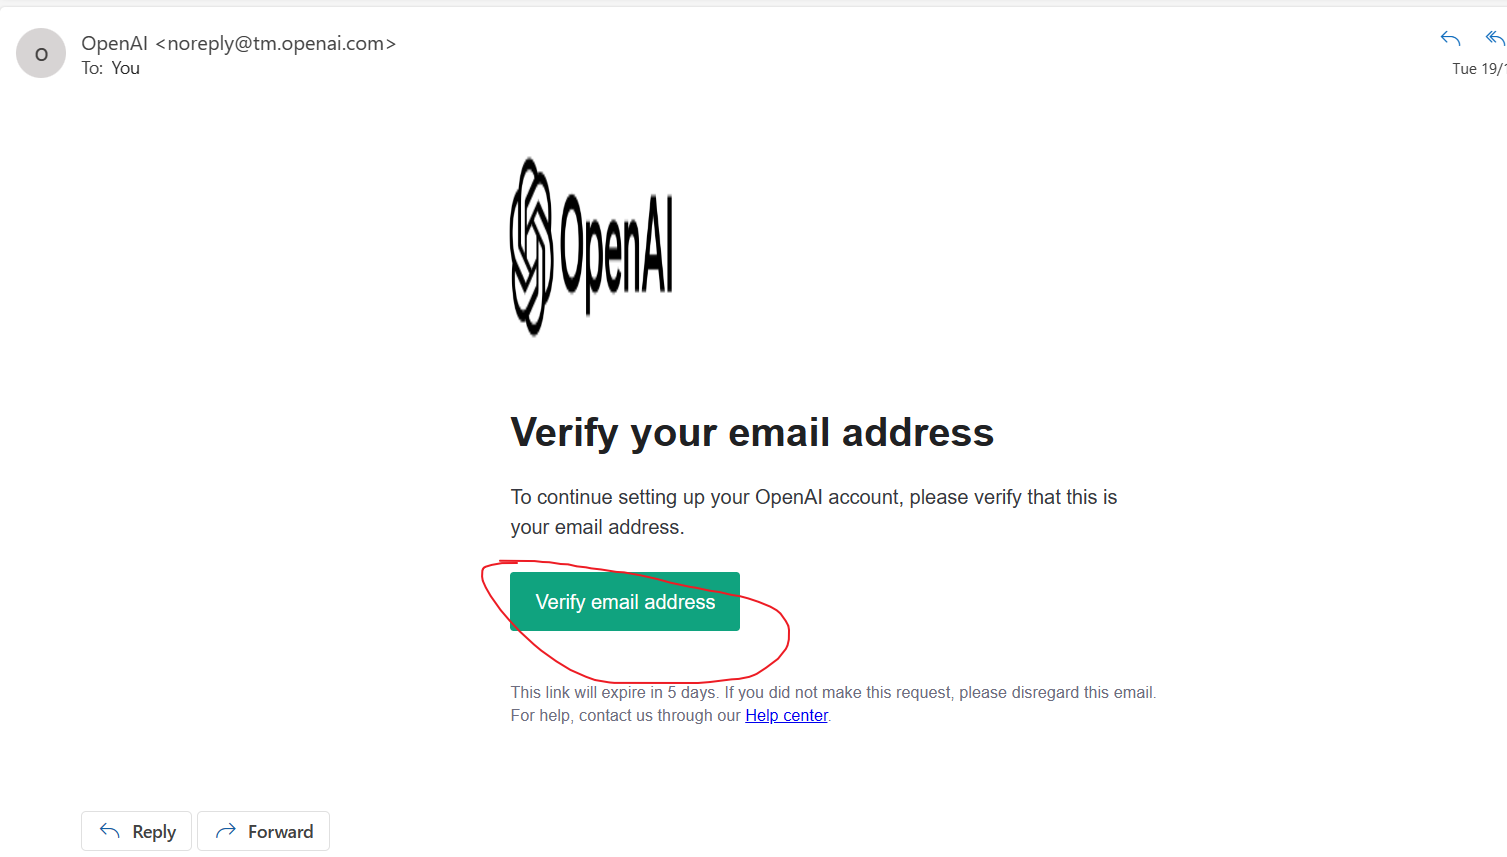 O
OpenAI <noreply@tm.openai.com>
To: You
Tue 19/
OpenAI
Verify your email address
To continue setting up your OpenAI account, please verify that this is
your email address.
Verify email address
This link will expire in 5 days. If you did not make this request, please disregard this email.
For help, contact us through our Help center.
Reply
Forward